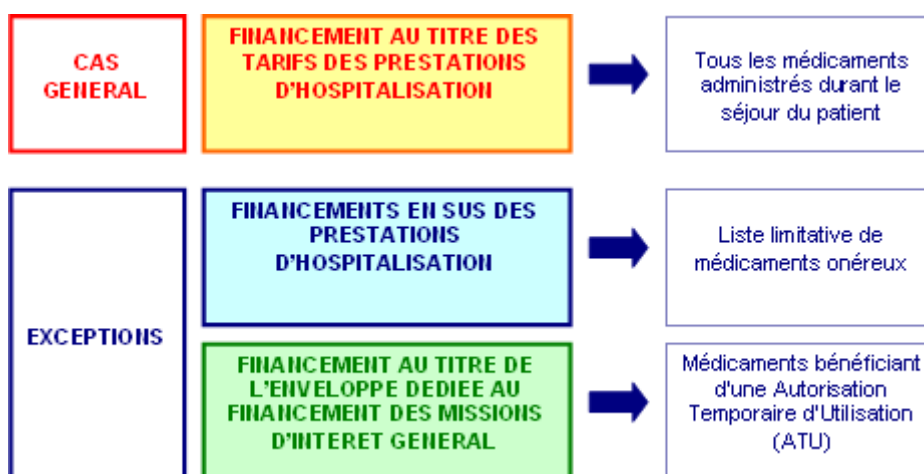 CAS
GENERAL
FINANCEMENT AU TITRE DES
TARIFS DES PRESTATIONS
D'HOSPITALISATION
Tous les médicaments
administrés durant le
séjour du patient
EXCEPTIONS
FINANCEMENTS EN SUS DES
PRESTATIONS
D'HOSPITALISATION
Liste limitative de
médicaments onéreux
FINANCEMENT AU TITRE DE
L'ENVELOPPE DEDIEE AU
FINANCEMENT DES MISSIONS
D'INTERET GENERAL
Médicaments bénéficiant
d'une Autorisation
Temporaire d'Utilisation
(ATU)